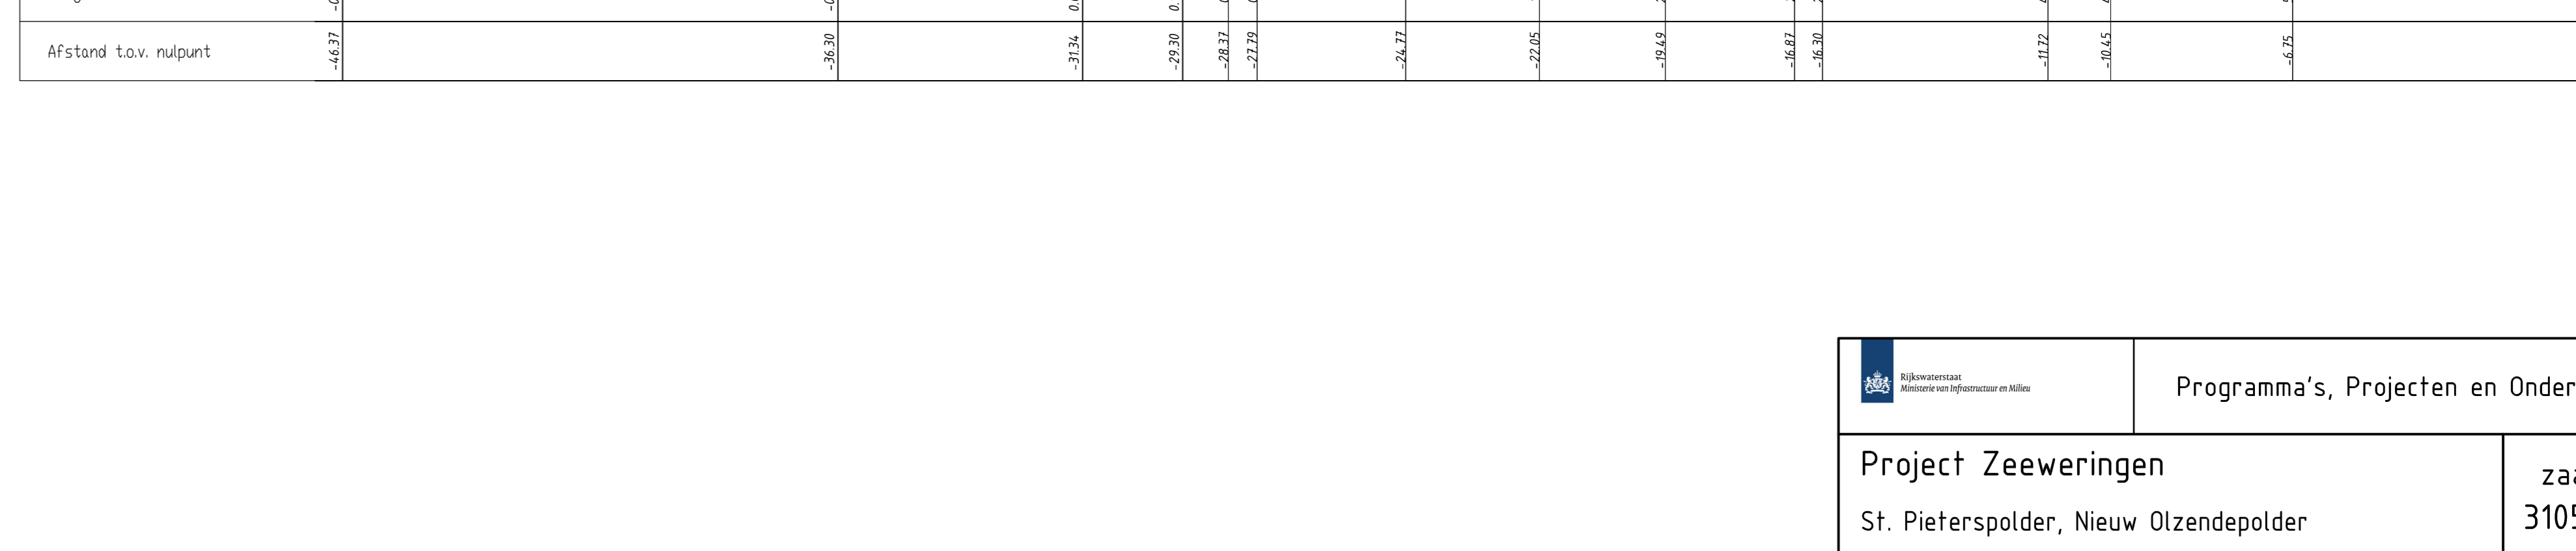 Afstand t.o.v. nulpunt -46.37 -36.30 -31.34 -29.30 -28.37 -27.79 -24.77 -22.05 -19.49 -16.87 -16.30 -11.72 -10.45 -6.75
Rijkswaterstaat
Ministerie van Infrastructuur en Milieu
Programma's, Projecten en Onder
Project Zeeweringen
St. Pieterspolder, Nieuw Olzendepolder
zaa
3105